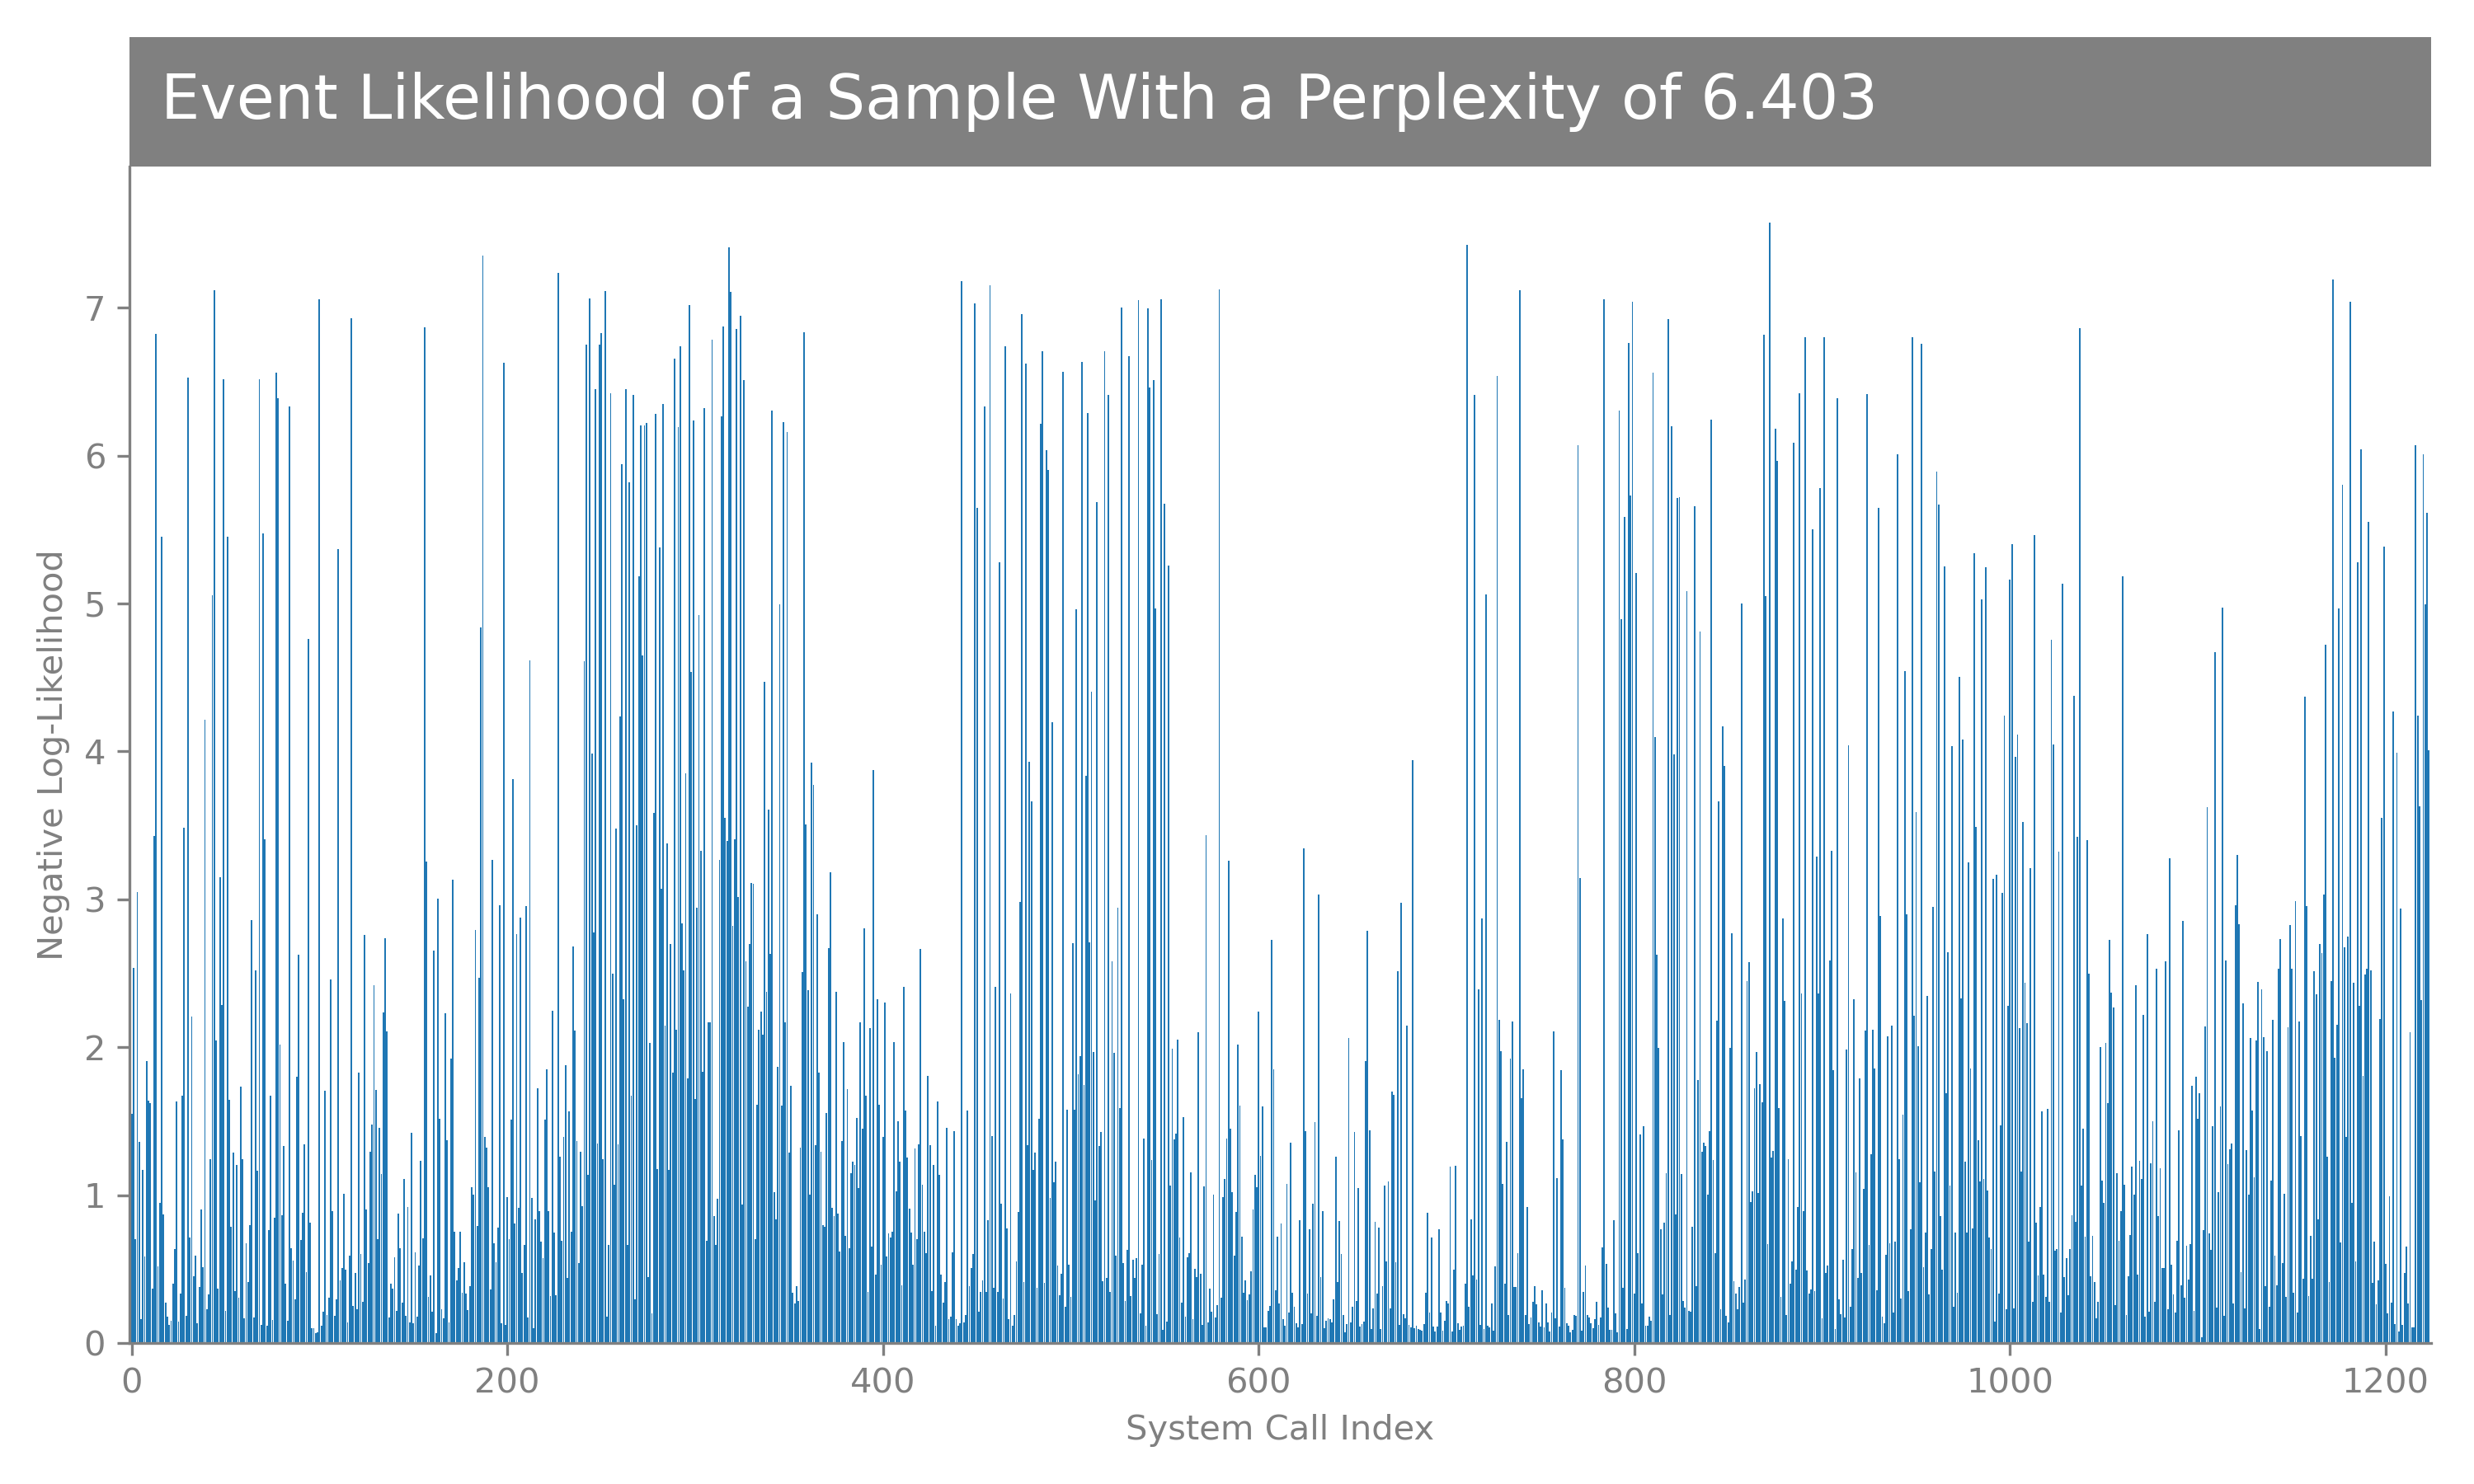 Event Likelihood of a Sample With a Perplexity of 6.403
Negative Log-Likelihood
7
6
5
4
3
2
1
0
0 200 400 600 800 1000 1200
System Call Index